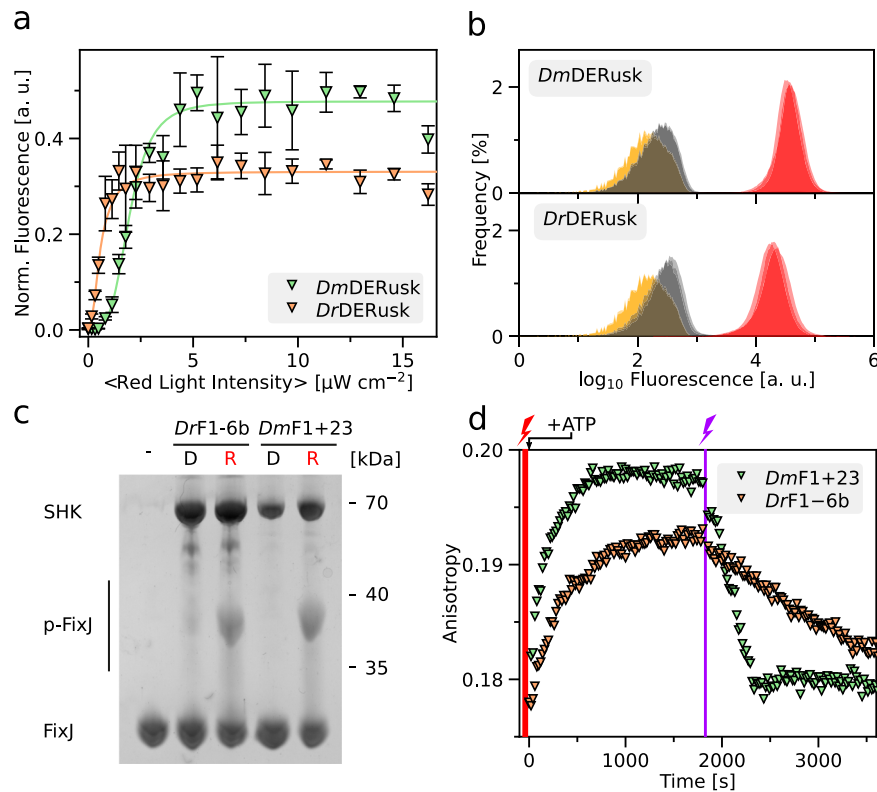 a
Norm. Fluorescence [a. u.]
0.4
0.2
0.0
DmDERusk
DrDERusk
0
5
10
15
<Red Light Intensity> [μW cm⁻²]
b
Frequency [%]
DmDERusk
2
0
DrDERusk
2
0
0
2
4
5
6
log₁₀ Fluorescence [a. u.]
c
DrF1-6b
DmF1+23
-
D
R
D
R
[kDa]
SHK
- 70
- 40
p-FixJ
- 35
FixJ
d
+ATP
0.20
0.19
0.18
Anisotropy
DmF1+23
DrF1−6b
0
1000
2000
3000
Time [s]